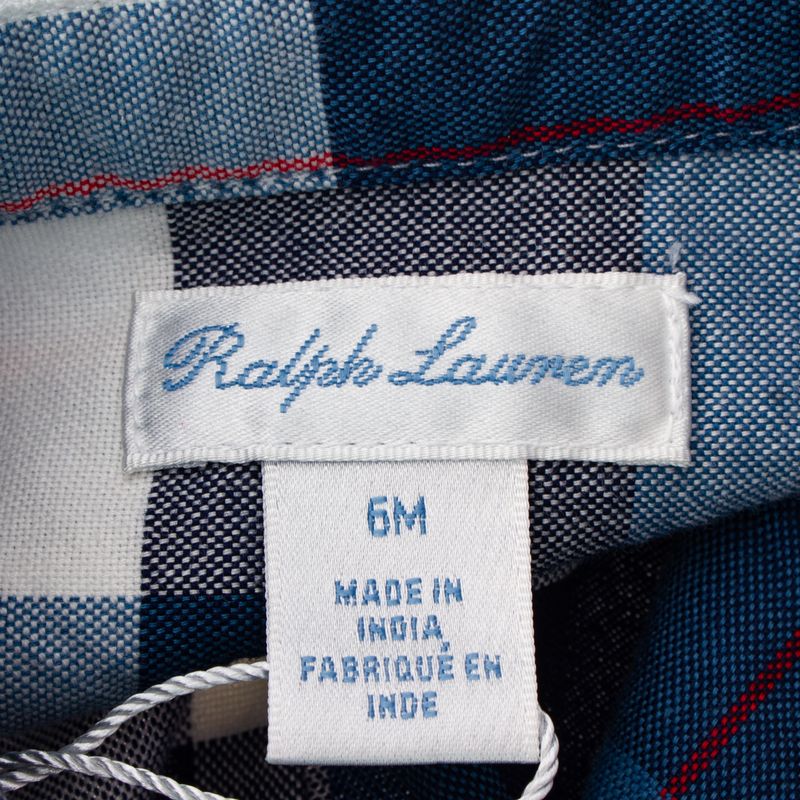 Ralph Lauren
6M
MADE IN
INDIA,
FABRIQUÉ EN
INDE